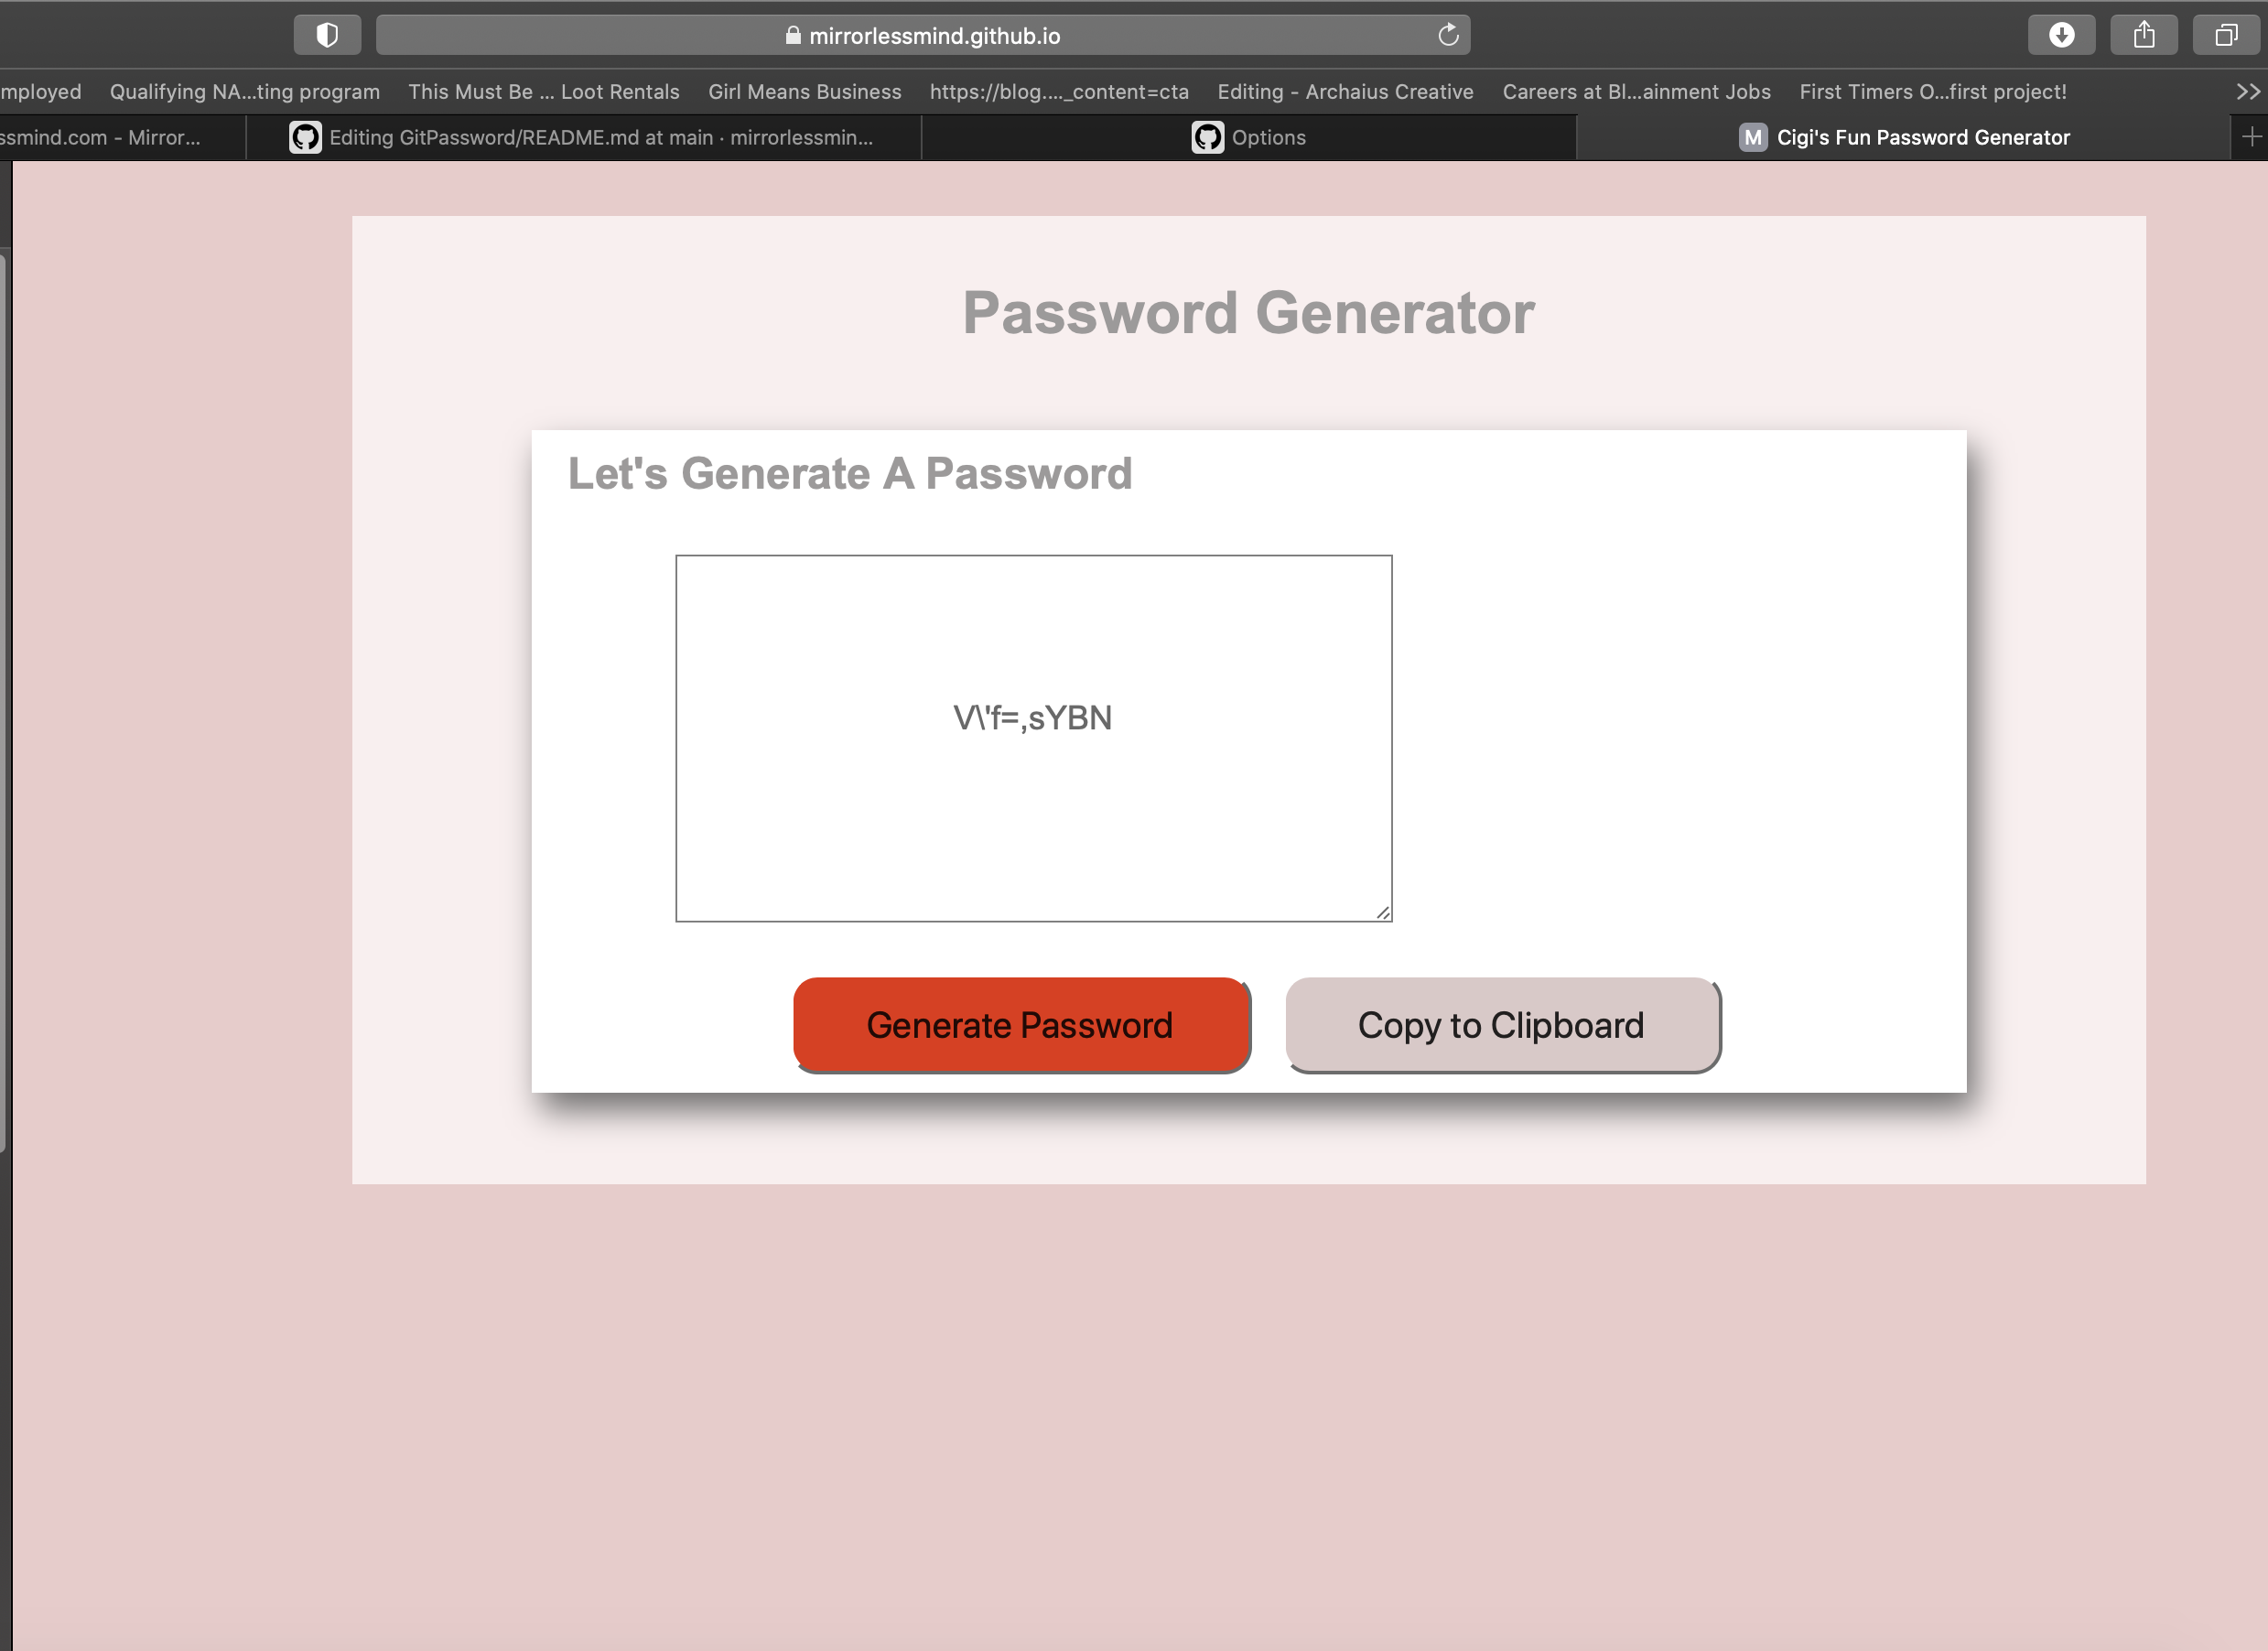 mirrorlessmind.github.io
mployed Qualifying NA...ting program This Must Be ... Loot Rentals Girl Means Business https://blog...._content=cta Editing - Archaius Creative Careers at Bl...ainment Jobs First Timers O...first project!
ssmind.com - Mirror... Editing GitPassword/README.md at main · mirrorlessmin... Options M Cigi's Fun Password Generator
Password Generator
Let's Generate A Password
V\'f=,sYBN
Generate Password Copy to Clipboard